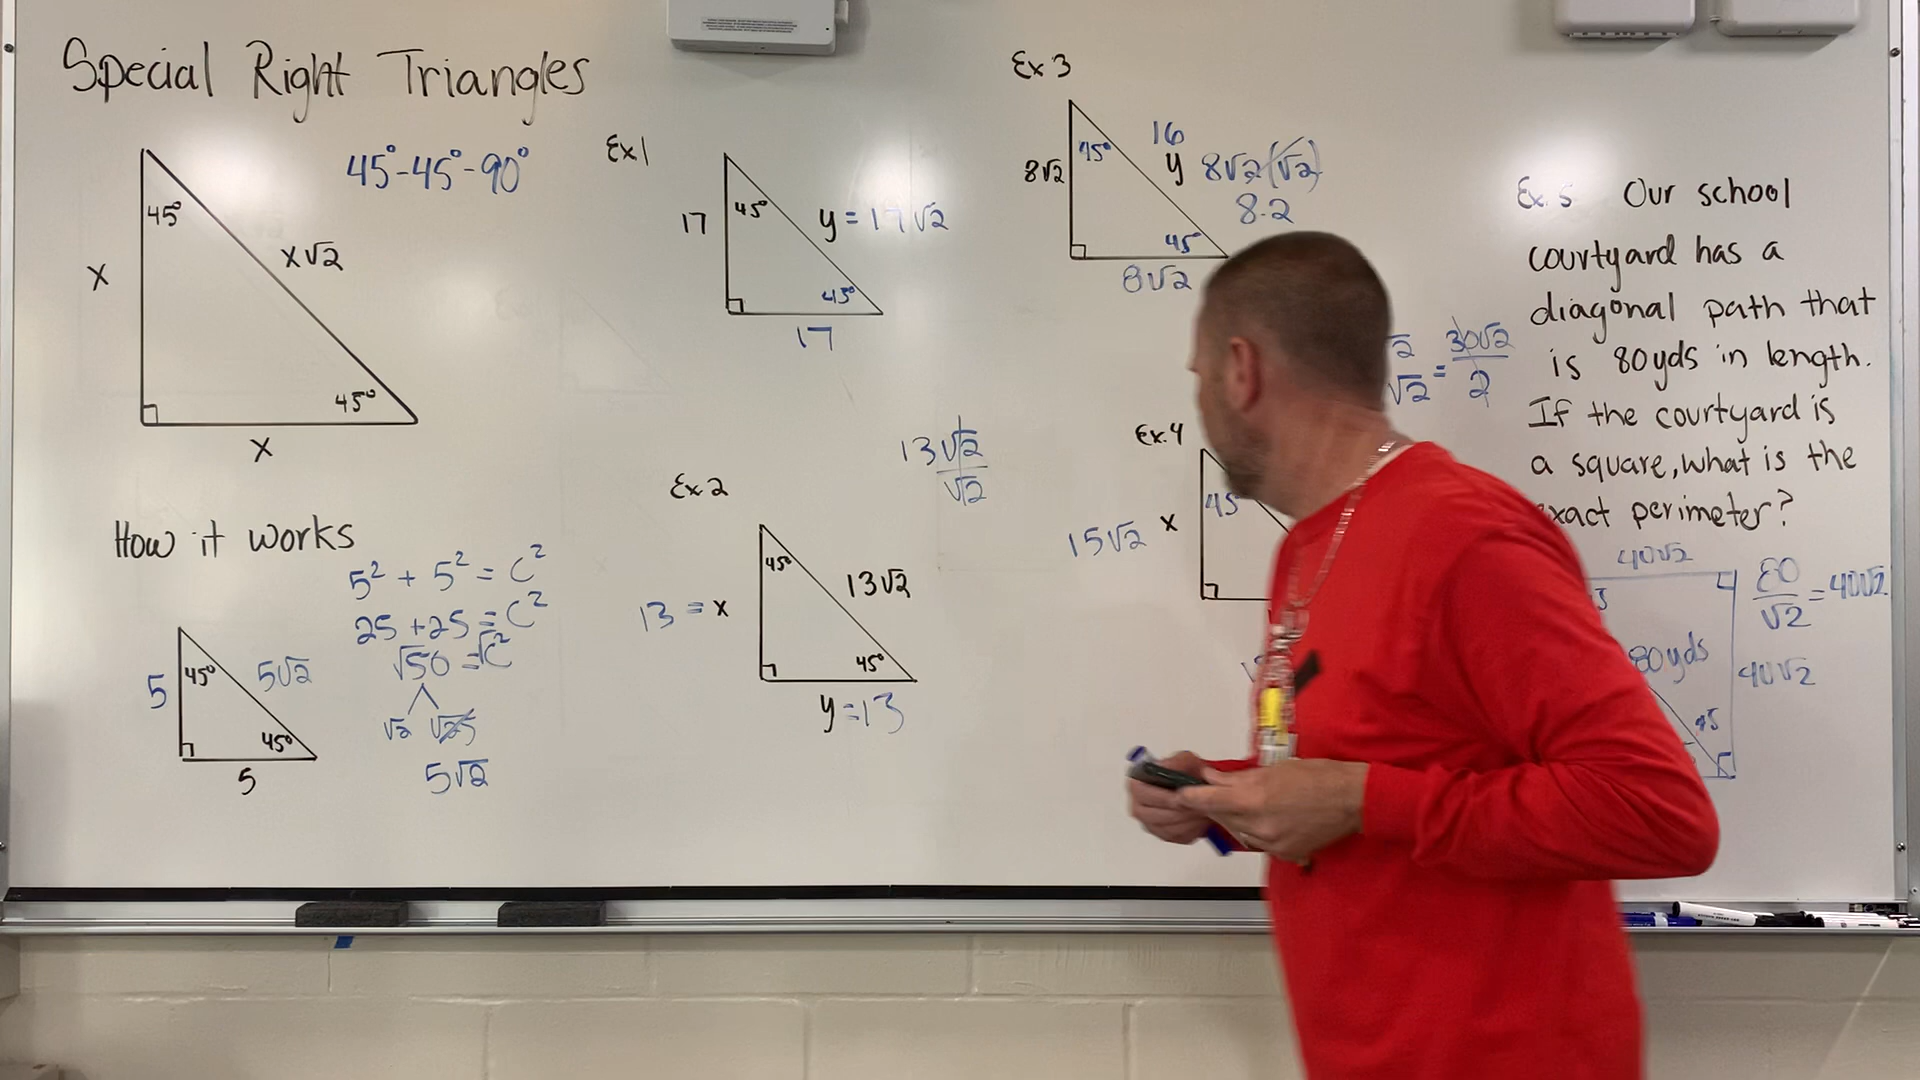 Special Right Triangles
45°-45°-90°
45°
x
x√2
45°
x
How it works
5² + 5² = C²
25 + 25 = C²
√50 = √C²
√2 √25
5√2
5
45°
5√2
45°
5
Ex 1
17
45°
y = 17√2
45°
17
Ex 2
13√2
√2
45°
13√2
13 = x
45°
y = 13
Ex 3
16
45°
8√2
y 8√2(√2)
8·2
45°
8√2
Ex. 4
√2 = 30√2
√2 2
45
15√2 x
Ex. 5 Our school
courtyard has a
diagonal path that
is 80yds in length.
If the courtyard is
a square, what is the
exact perimeter?
40√2
80 = 40√2
√2
80yds
40√2
45